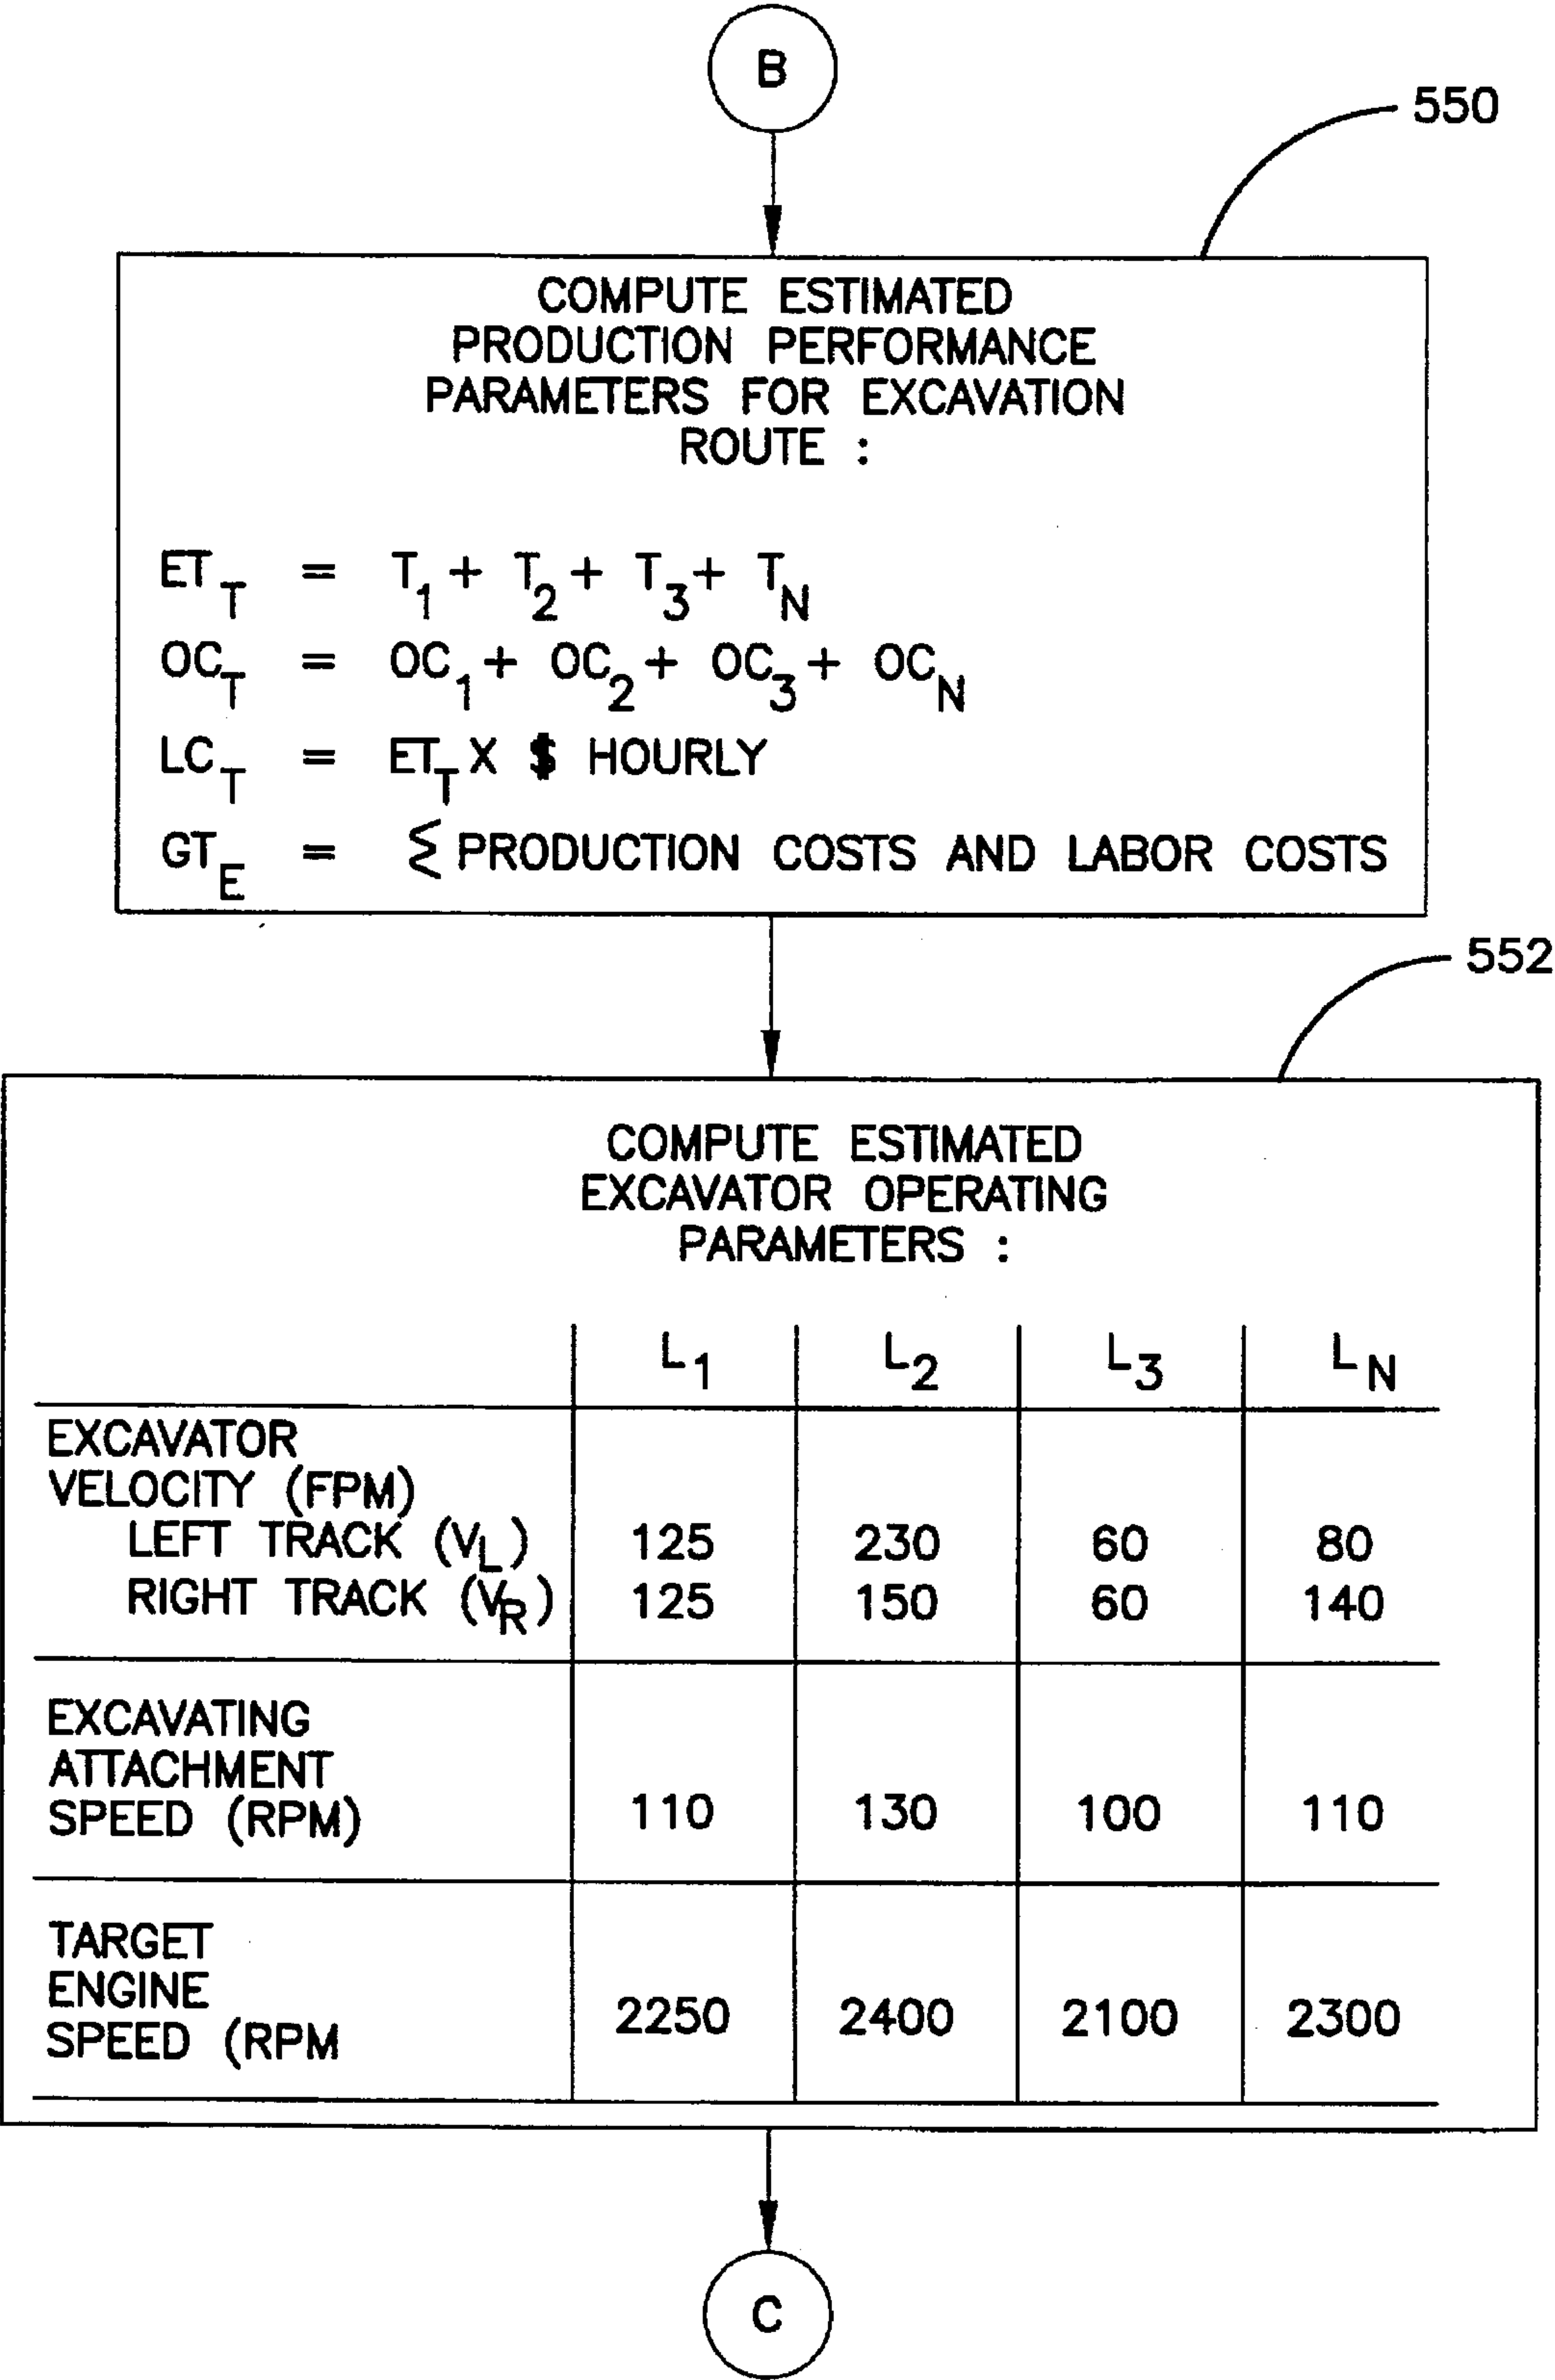 B
550
COMPUTE ESTIMATED
PRODUCTION PERFORMANCE
PARAMETERS FOR EXCAVATION
ROUTE :
ET_T = T_1 + T_2 + T_3 + T_N
OC_T = OC_1 + OC_2 + OC_3 + OC_N
LC_T = ET_T X $ HOURLY
GT_E = Σ PRODUCTION COSTS AND LABOR COSTS
552
COMPUTE ESTIMATED
EXCAVATOR OPERATING
PARAMETERS :
L_1 L_2 L_3 L_N
EXCAVATOR
VELOCITY (FPM)
LEFT TRACK (V_L) 125 230 60 80
RIGHT TRACK (V_R) 125 150 60 140
EXCAVATING
ATTACHMENT
SPEED (RPM) 110 130 100 110
TARGET
ENGINE
SPEED (RPM 2250 2400 2100 2300
C